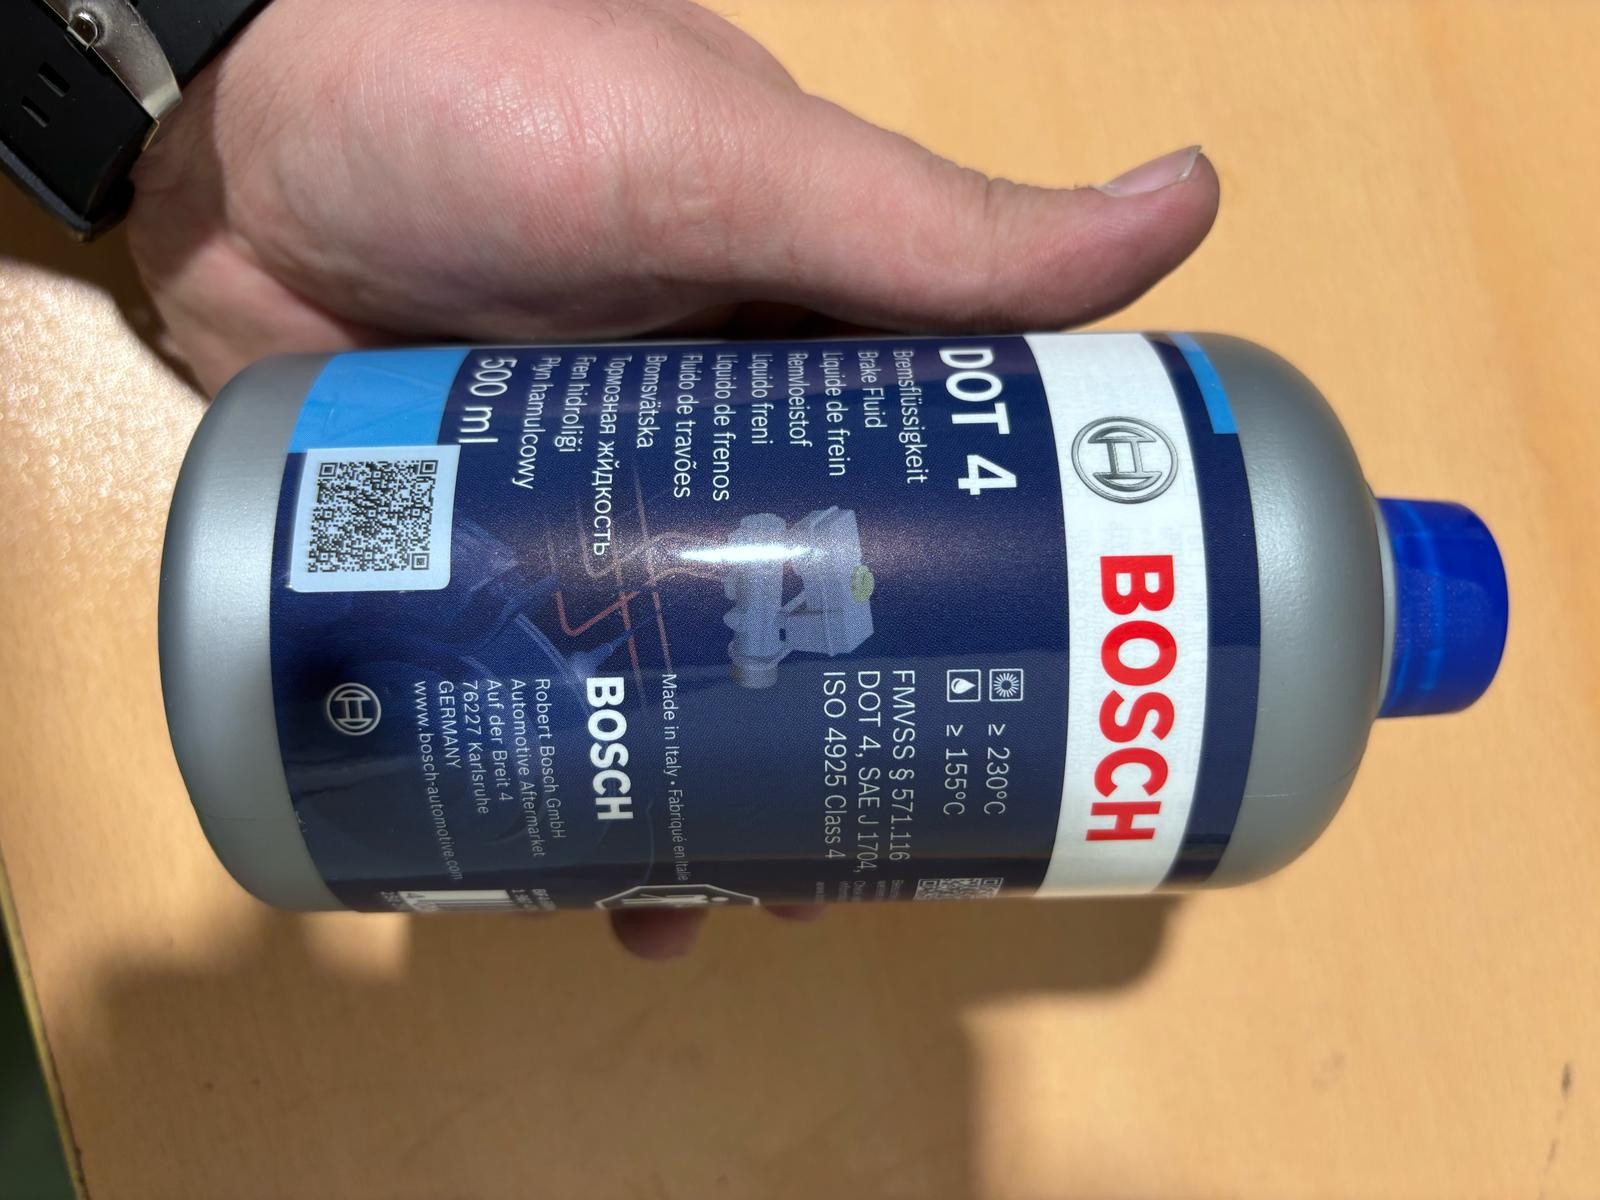 BOSCH
DOT 4
Bremsflüssigkeit
Brake Fluid
Liquide de frein
Remvloeistof
Liquido freni
Líquido de frenos
Fluido de travões
Bromsvätska
Тормозная жйдкость
Fren hidroliği
Płyn hamulcowy
500 ml
≥ 230°C
≥ 155°C
FMVSS § 571.116
DOT 4, SAE J 1704,
ISO 4925 Class 4
Made in Italy • Fabriqué en Italie
BOSCH
Robert Bosch GmbH
Automotive Aftermarket
Auf der Breit 4
76227 Karlsruhe
GERMANY
www.bosch-automotive.com